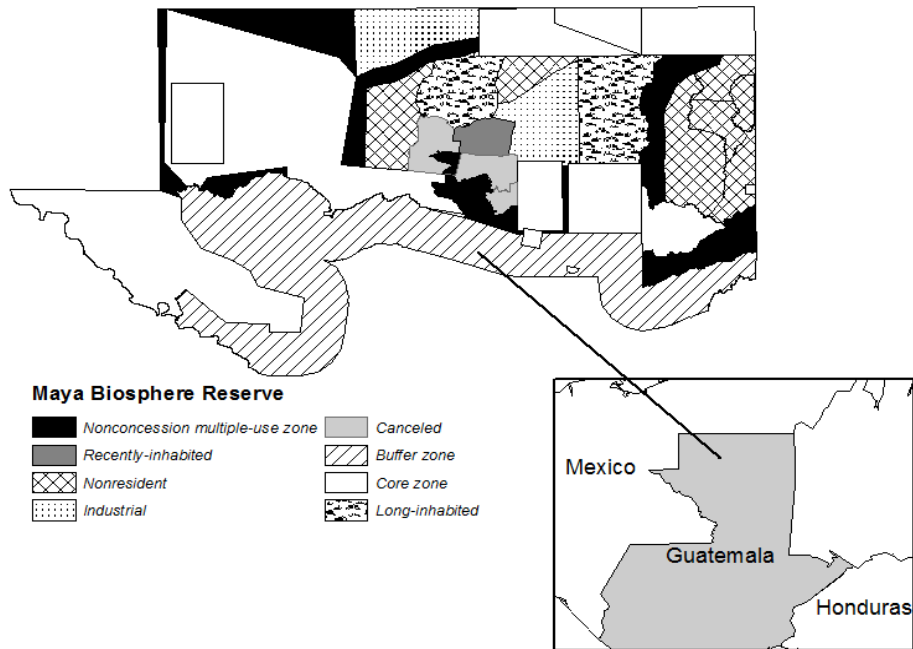 Maya Biosphere Reserve
Nonconcession multiple-use zone
Canceled
Recently-inhabited
Buffer zone
Nonresident
Core zone
Industrial
Long-inhabited
Mexico
Guatemala
Honduras